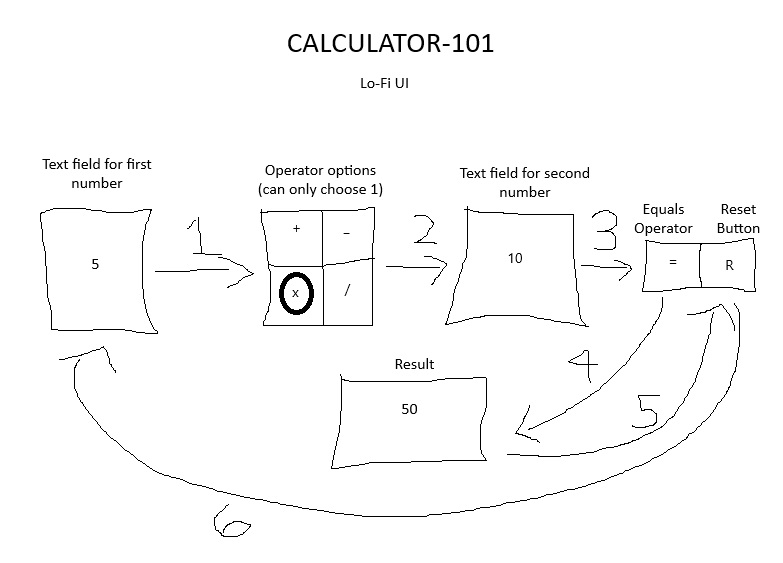 CALCULATOR-101
Lo-Fi UI
Text field for first
number
Operator options
(can only choose 1)
Text field for second
number
Equals
Operator
Reset
Button
5
1
+
-
x
/
2
10
3
=
R
Result
50
4
5
6